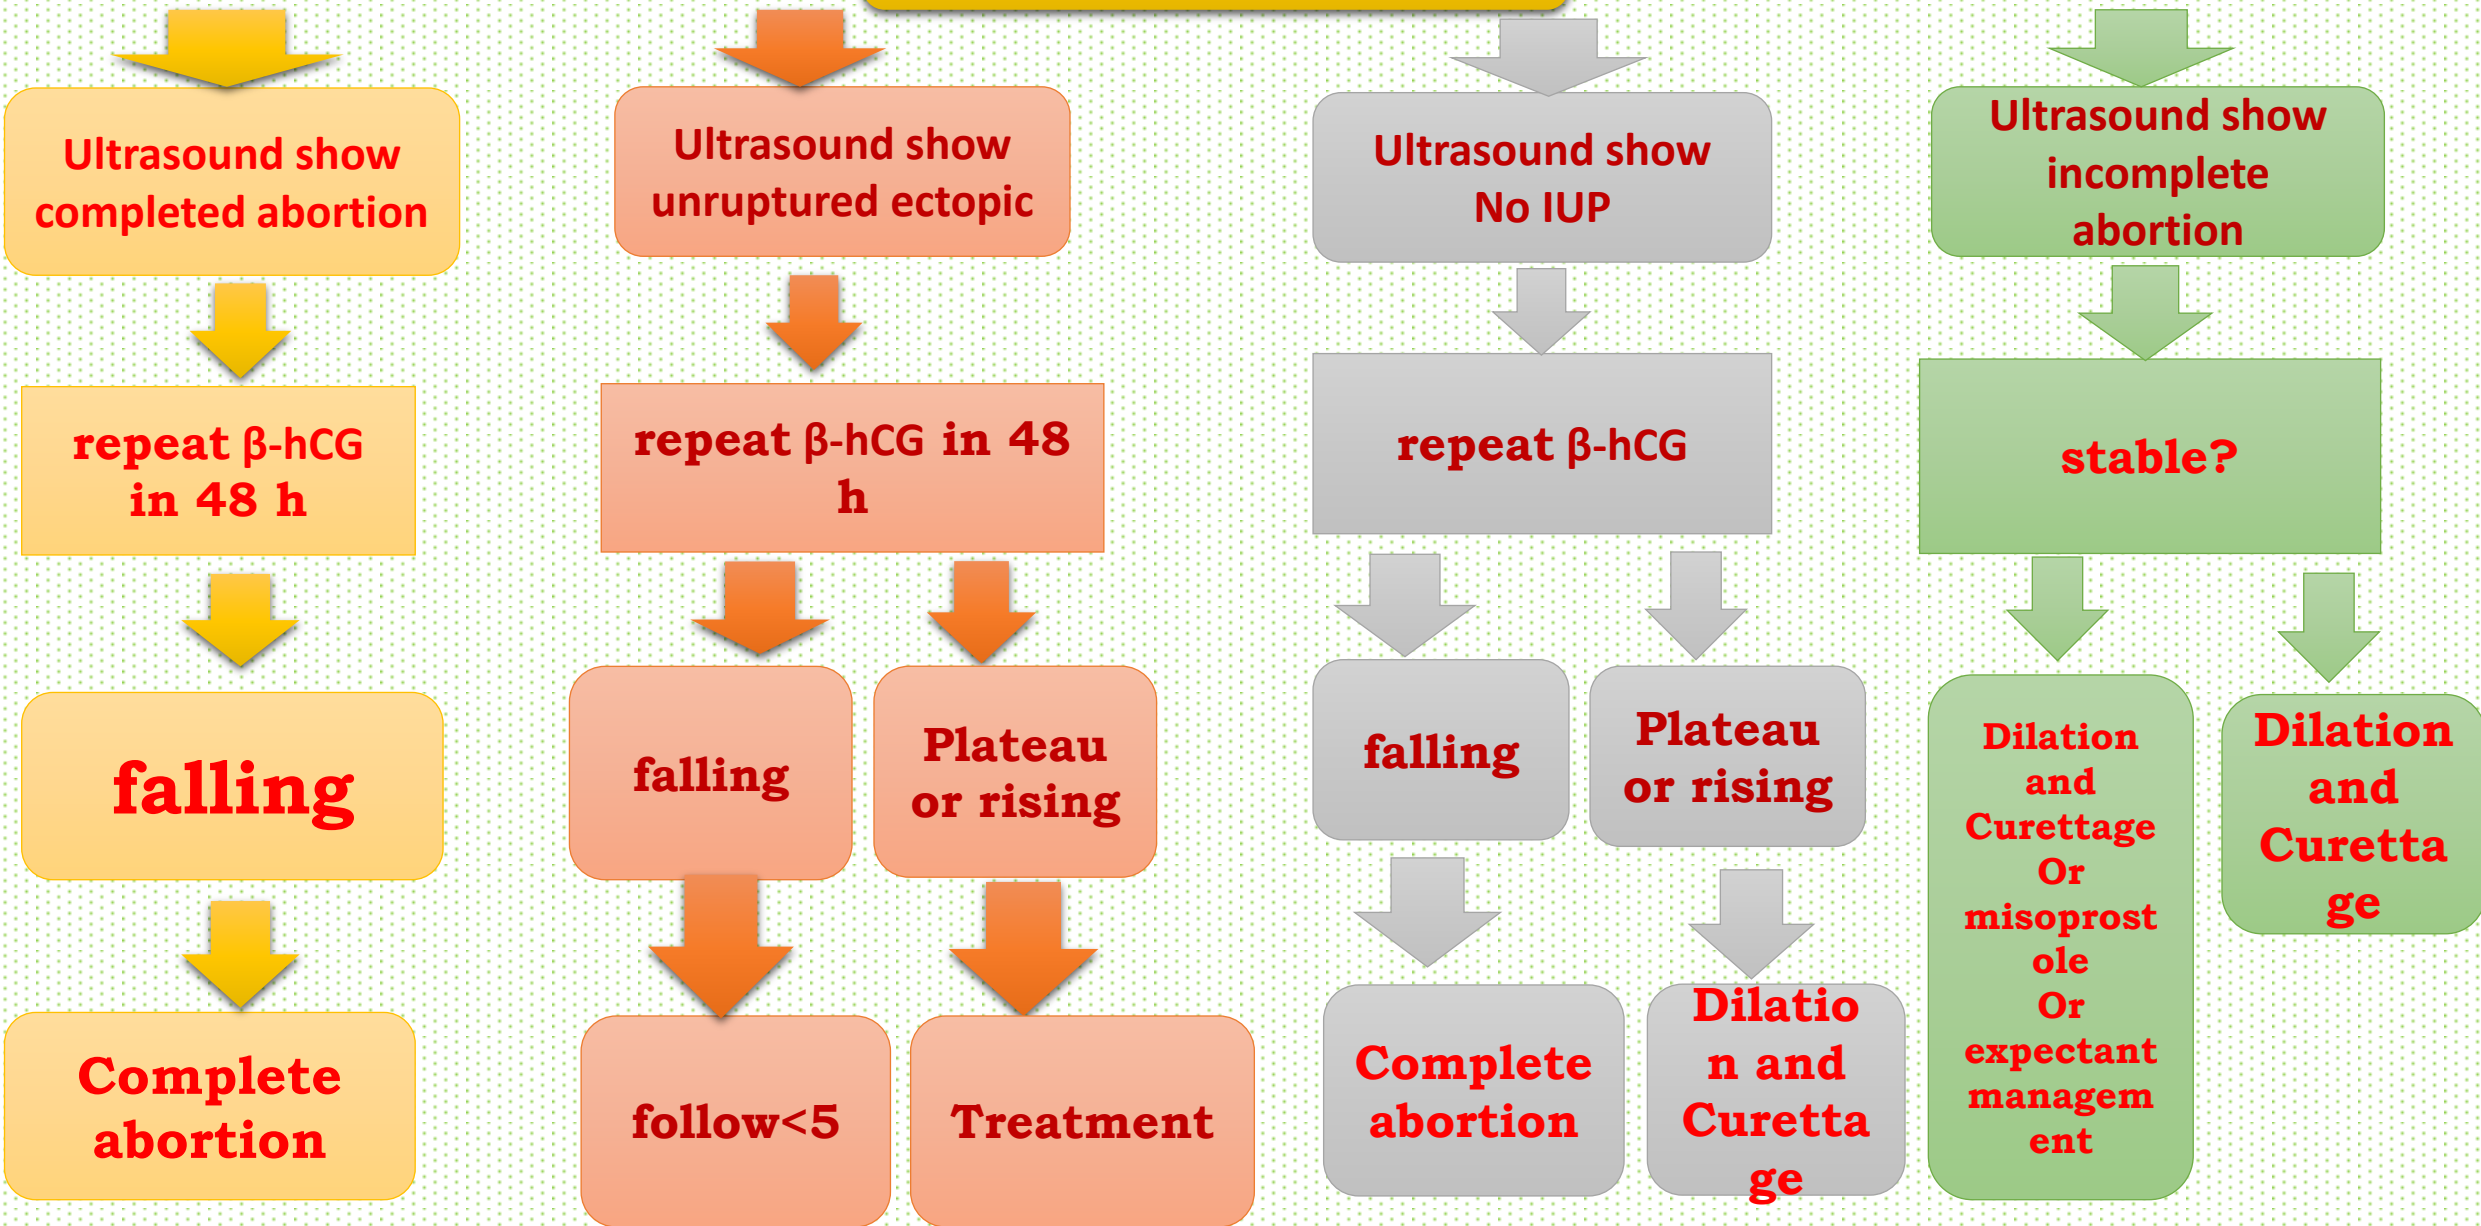 Ultrasound show
completed abortion
repeat β-hCG
in 48 h
falling
Complete
abortion
Ultrasound show
unruptured ectopic
repeat β-hCG in 48
h
falling
Plateau
or rising
follow<5
Treatment
Ultrasound show
No IUP
repeat β-hCG
falling
Plateau
or rising
Complete
abortion
Dilatio
n and
Curetta
ge
Ultrasound show
incomplete
abortion
stable?
Dilation
and
Curettage
Or
misoprost
ole
Or
expectant
managem
ent
Dilation
and
Curetta
ge